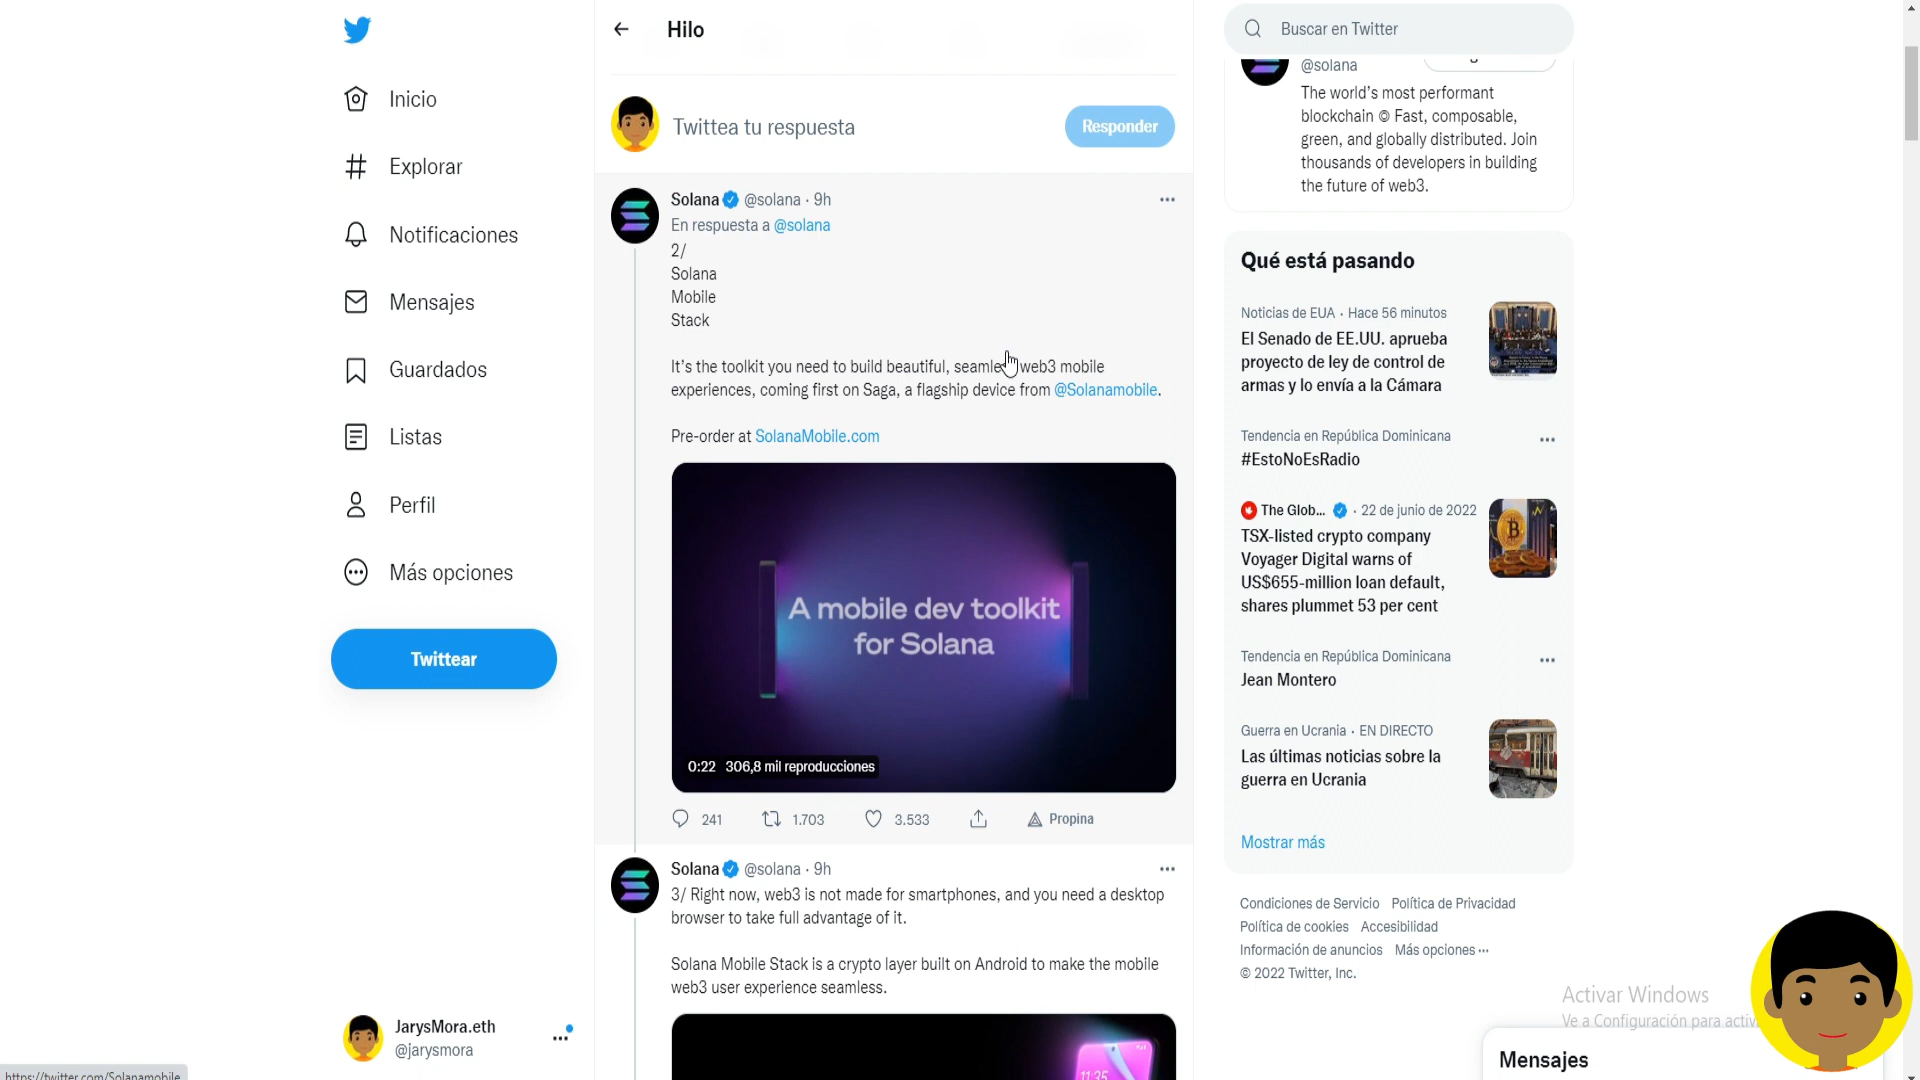 Inicio
Explorar
Notificaciones
Mensajes
Guardados
Listas
Perfil
Más opciones
Twittear
JarysMora.eth
@jarysmora
https://twitter.com/Solanamobile
Hilo
Twittea tu respuesta
Responder
Solana @solana · 9h
En respuesta a @solana
2/
Solana
Mobile
Stack
It's the toolkit you need to build beautiful, web3 mobile
experiences, coming first on Saga, a flagship device from @Solanamobile.
Pre-order at SolanaMobile.com
A mobile dev toolkit
for Solana
0:22 306,8 mil reproducciones
241 1.703 3.533 Propina
Solana @solana · 9h
3/ Right now, web3 is not made for smartphones, and you need a desktop
browser to take full advantage of it.
Solana Mobile Stack is a crypto layer built on Android to make the mobile
web3 user experience seamless.
11:35
Buscar en Twitter
@solana
The world's most performant
blockchain © Fast, composable,
green, and globally distributed. Join
thousands of developers in building
the future of web3.
Qué está pasando
Noticias de EUA · Hace 56 minutos
El Senado de EE.UU. aprueba
proyecto de ley de control de
armas y lo envía a la Cámara
Tendencia en República Dominicana
#EstoNoEsRadio
The Glob... · 22 de junio de 2022
TSX-listed crypto company
Voyager Digital warns of
US$655-million loan default,
shares plummet 53 per cent
Tendencia en República Dominicana
Jean Montero
Guerra en Ucrania · EN DIRECTO
Las últimas noticias sobre la
guerra en Ucrania
Mostrar más
Condiciones de Servicio Política de Privacidad
Política de cookies Accesibilidad
Información de anuncios Más opciones ···
© 2022 Twitter, Inc.
Activar Windows
Ve a Configuración para
Mensajes